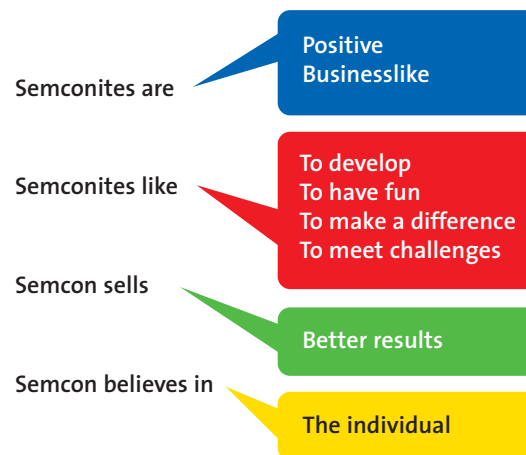 Semconites are
Positive
Businesslike
Semconites like
To develop
To have fun
To make a difference
To meet challenges
Semcon sells
Better results
Semcon believes in
The individual